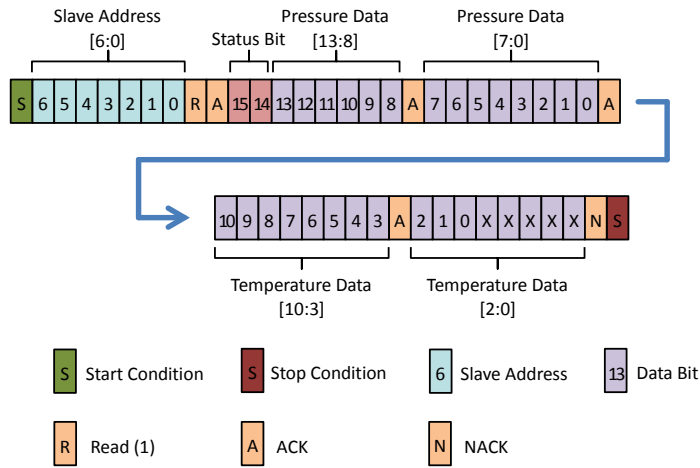 Slave Address
[6:0]
Status Bit
Pressure Data
[13:8]
Pressure Data
[7:0]
S 6 5 4 3 2 1 0 R A 15 14 13 12 11 10 9 8 A 7 6 5 4 3 2 1 0 A
10 9 8 7 6 5 4 3 A 2 1 0 X X X X X N S
Temperature Data
[10:3]
Temperature Data
[2:0]
S Start Condition
S Stop Condition
6 Slave Address
13 Data Bit
R Read (1)
A ACK
N NACK